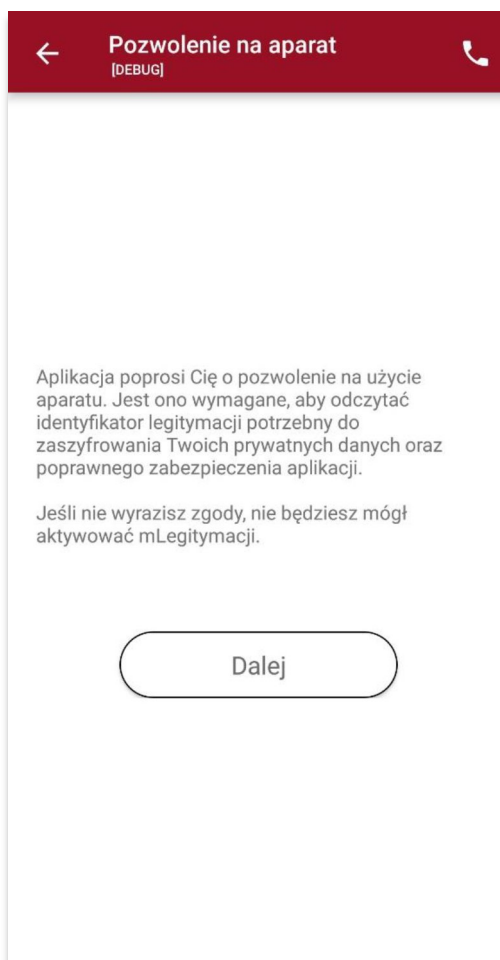 Pozwolenie na aparat
[DEBUG]
Aplikacja poprosi Cię o pozwolenie na użycie
aparatu. Jest ono wymagane, aby odczytać
identyfikator legitymacji potrzebny do
zaszyfrowania Twoich prywatnych danych oraz
poprawnego zabezpieczenia aplikacji.
Jeśli nie wyrazisz zgody, nie będziesz mógł
aktywować mLegitymacji.
Dalej